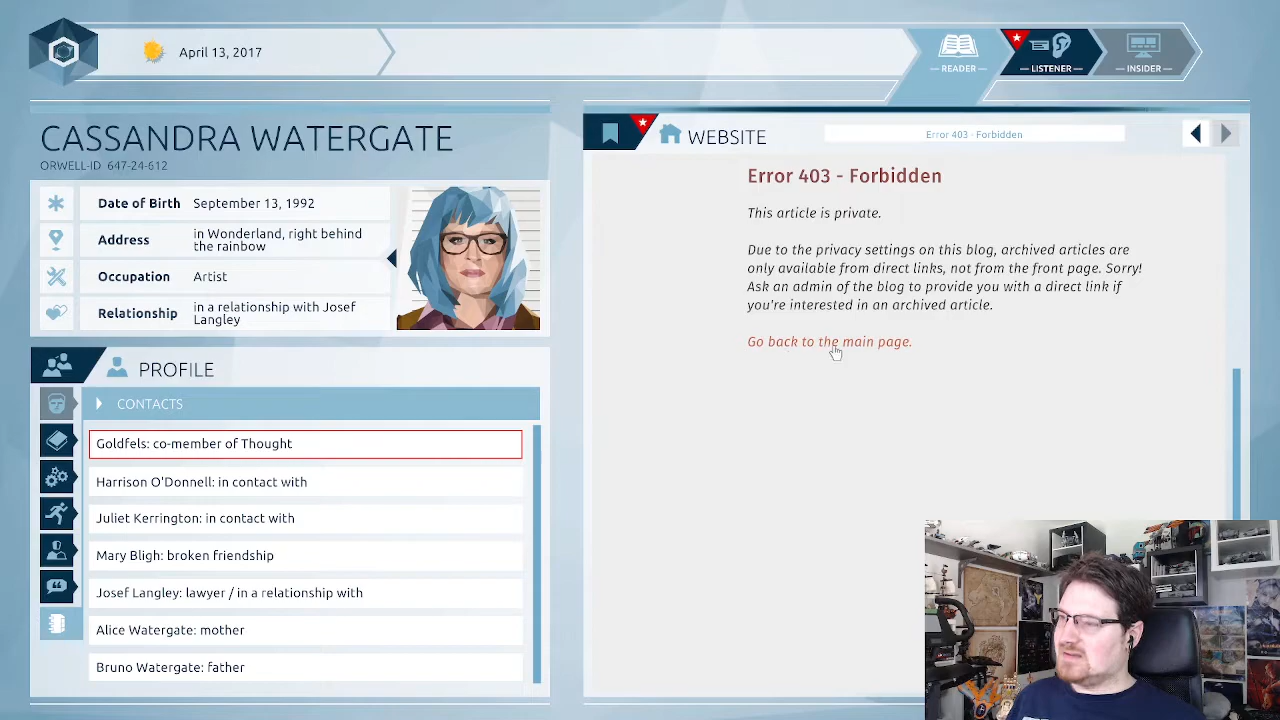 April 13, 2017
READER
LISTENER
INSIDER
CASSANDRA WATERGATE
ORWELL-ID 647-24-612
Date of Birth September 13, 1992
Address in Wonderland, right behind
the rainbow
Occupation Artist
Relationship in a relationship with Josef
Langley
PROFILE
CONTACTS
Goldfels: co-member of Thought
Harrison O'Donnell: in contact with
Juliet Kerrington: in contact with
Mary Bligh: broken friendship
Josef Langley: lawyer / in a relationship with
Alice Watergate: mother
Bruno Watergate: father
WEBSITE
Error 403 - Forbidden
Error 403 - Forbidden
This article is private.
Due to the privacy settings on this blog, archived articles are
only available from direct links, not from the front page. Sorry!
Ask an admin of the blog to provide you with a direct link if
you're interested in an archived article.
Go back to the main page.